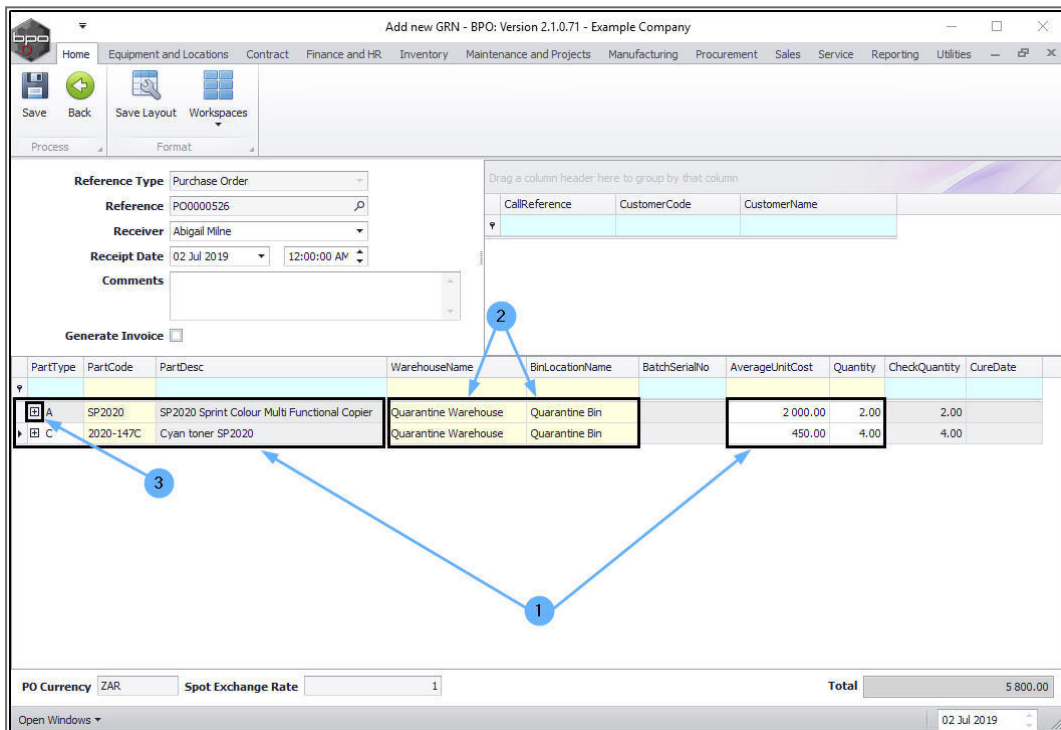 bpo
Add new GRN - BPO: Version 2.1.0.71 - Example Company
Home Equipment and Locations Contract Finance and HR Inventory Maintenance and Projects Manufacturing Procurement Sales Service Reporting Utilities
Save Back Save Layout Workspaces
Process Format
Reference Type Purchase Order
Reference PO0000526
Receiver Abigail Milne
Receipt Date 02 Jul 2019 12:00:00 AM
Comments
Generate Invoice
Drag a column header here to group by that column
CallReference CustomerCode CustomerName
2
PartType PartCode PartDesc WarehouseName BinLocationName BatchSerialNo AverageUnitCost Quantity CheckQuantity CureDate
A SP2020 SP2020 Sprint Colour Multi Functional Copier Quarantine Warehouse Quarantine Bin 2 000.00 2.00 2.00
C 2020-147C Cyan toner SP2020 Quarantine Warehouse Quarantine Bin 450.00 4.00 4.00
3
1
PO Currency ZAR Spot Exchange Rate 1 Total 5 800.00
Open Windows 02 Jul 2019